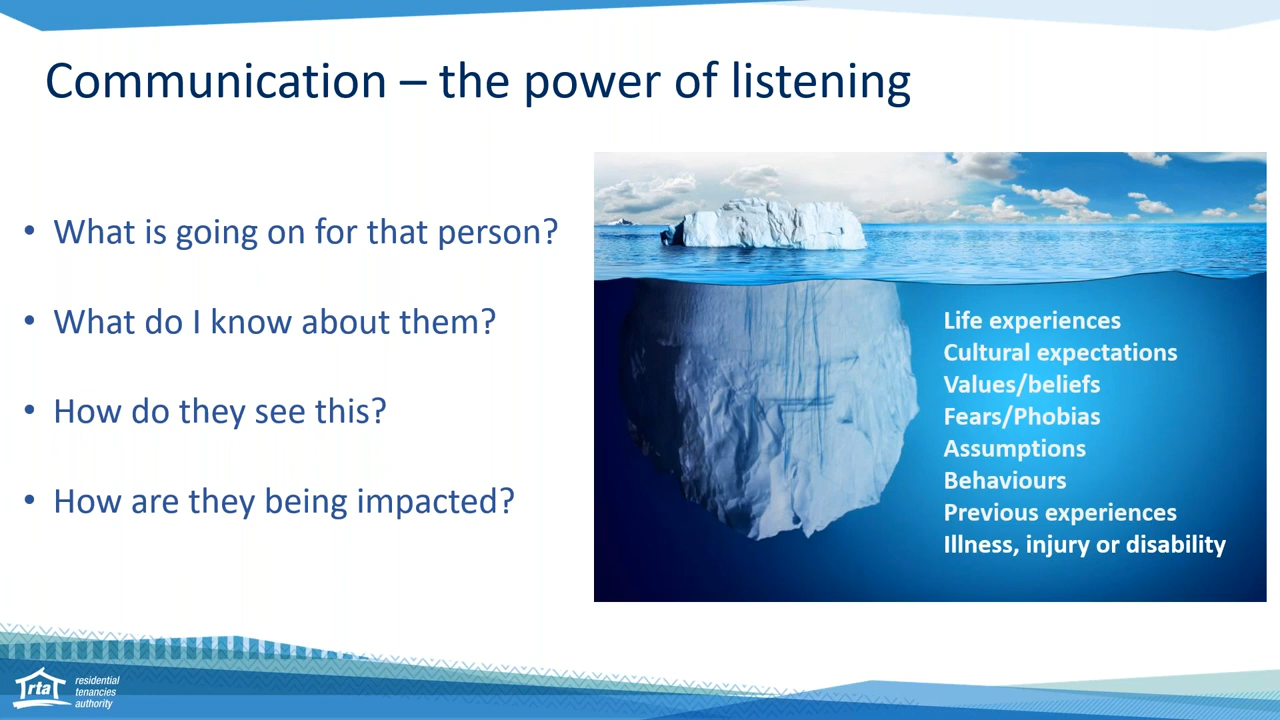 Communication – the power of listening
• What is going on for that person?
• What do I know about them?
• How do they see this?
• How are they being impacted?
Life experiences
Cultural expectations
Values/beliefs
Fears/Phobias
Assumptions
Behaviours
Previous experiences
Illness, injury or disability
rta
residential
tenancies
authority